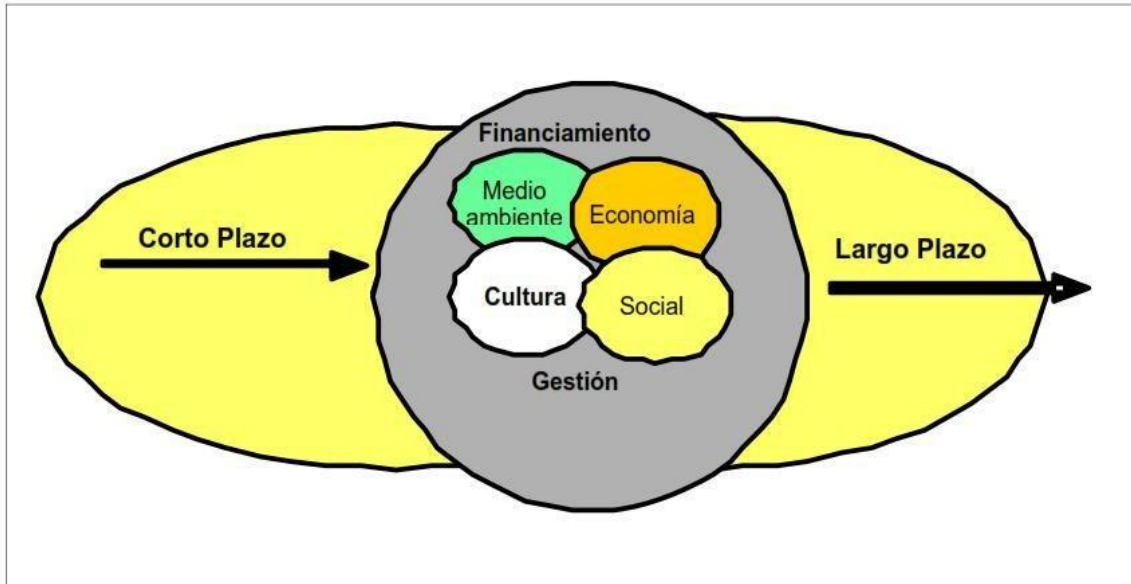 Financiamiento
Medio
ambiente
Economía
Corto Plazo
Largo Plazo
Cultura
Social
Gestión